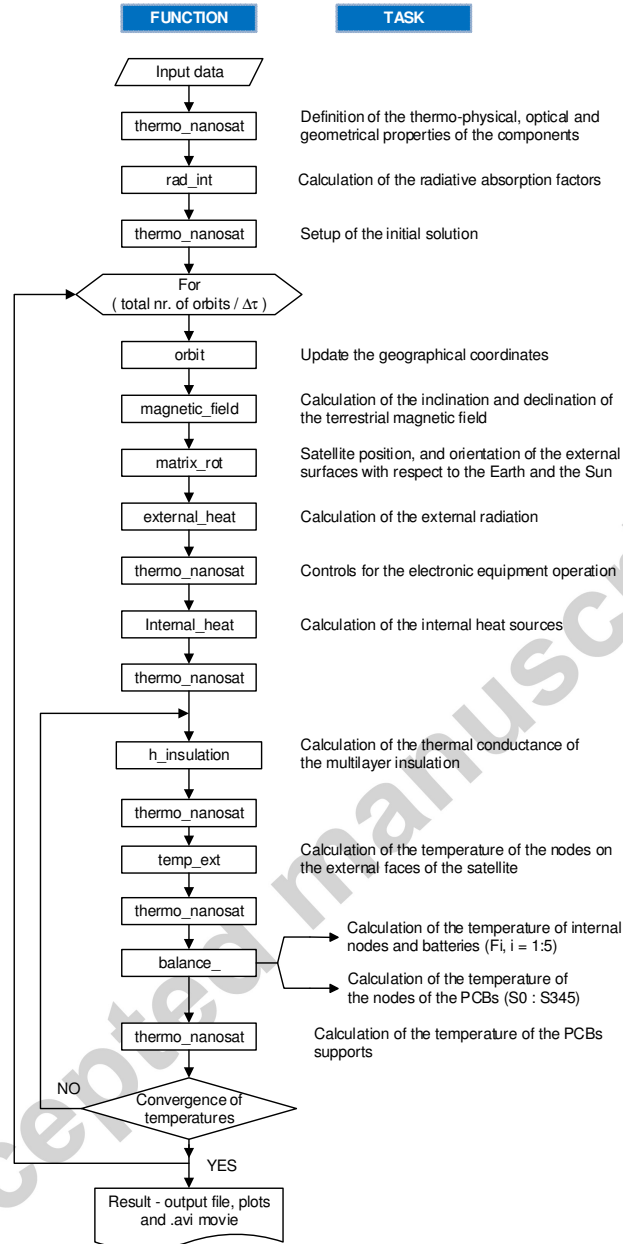 FUNCTION
TASK
Input data
thermo_nanosat
Definition of the thermo-physical, optical and
geometrical properties of the components
rad_int
Calculation of the radiative absorption factors
thermo_nanosat
Setup of the initial solution
For
( total nr. of orbits / Δτ )
orbit
Update the geographical coordinates
magnetic_field
Calculation of the inclination and declination of
the terrestrial magnetic field
matrix_rot
Satellite position, and orientation of the external
surfaces with respect to the Earth and the Sun
external_heat
Calculation of the external radiation
thermo_nanosat
Controls for the electronic equipment operation
Internal_heat
Calculation of the internal heat sources
thermo_nanosat
h_insulation
Calculation of the thermal conductance of
the multilayer insulation
thermo_nanosat
temp_ext
Calculation of the temperature of the nodes on
the external faces of the satellite
thermo_nanosat
balance_
Calculation of the temperature of internal
nodes and batteries (Fi, i = 1:5)
Calculation of the temperature of
the nodes of the PCBs (S0 : S345)
thermo_nanosat
Calculation of the temperature of the PCBs
supports
NO
Convergence of
temperatures
YES
Result - output file, plots
and .avi movie
cepted manuscr